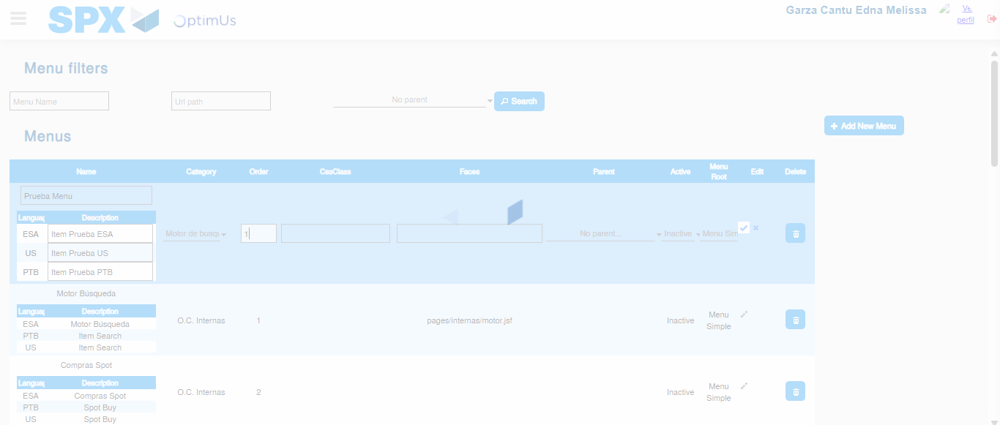 SPX OptimUs
Garza Cantu Edna Melissa
Ve
perfil
Menu filters
Menu Name
Url path
No parent
Search
Add New Menu
Menus
Name Category Order CssClass Faces Parent Active Menu Root Edit Delete
Prueba Menu
Languag Description
ESA Item Prueba ESA
US Item Prueba US
PTB Item Prueba PTB
Motor de busqu 1 No parent... Inactive Menu Sim
Motor Búsqueda
Languag Description
ESA Motor Búsqueda
PTB Item Search
US Item Search
O.C. Internas 1 pages/internas/motor.jsf Inactive Menu Simple
Compras Spot
Languag Description
ESA Compras Spot
PTB Spot Buy
US Spot Buy
O.C. Internas 2 Inactive Menu Simple